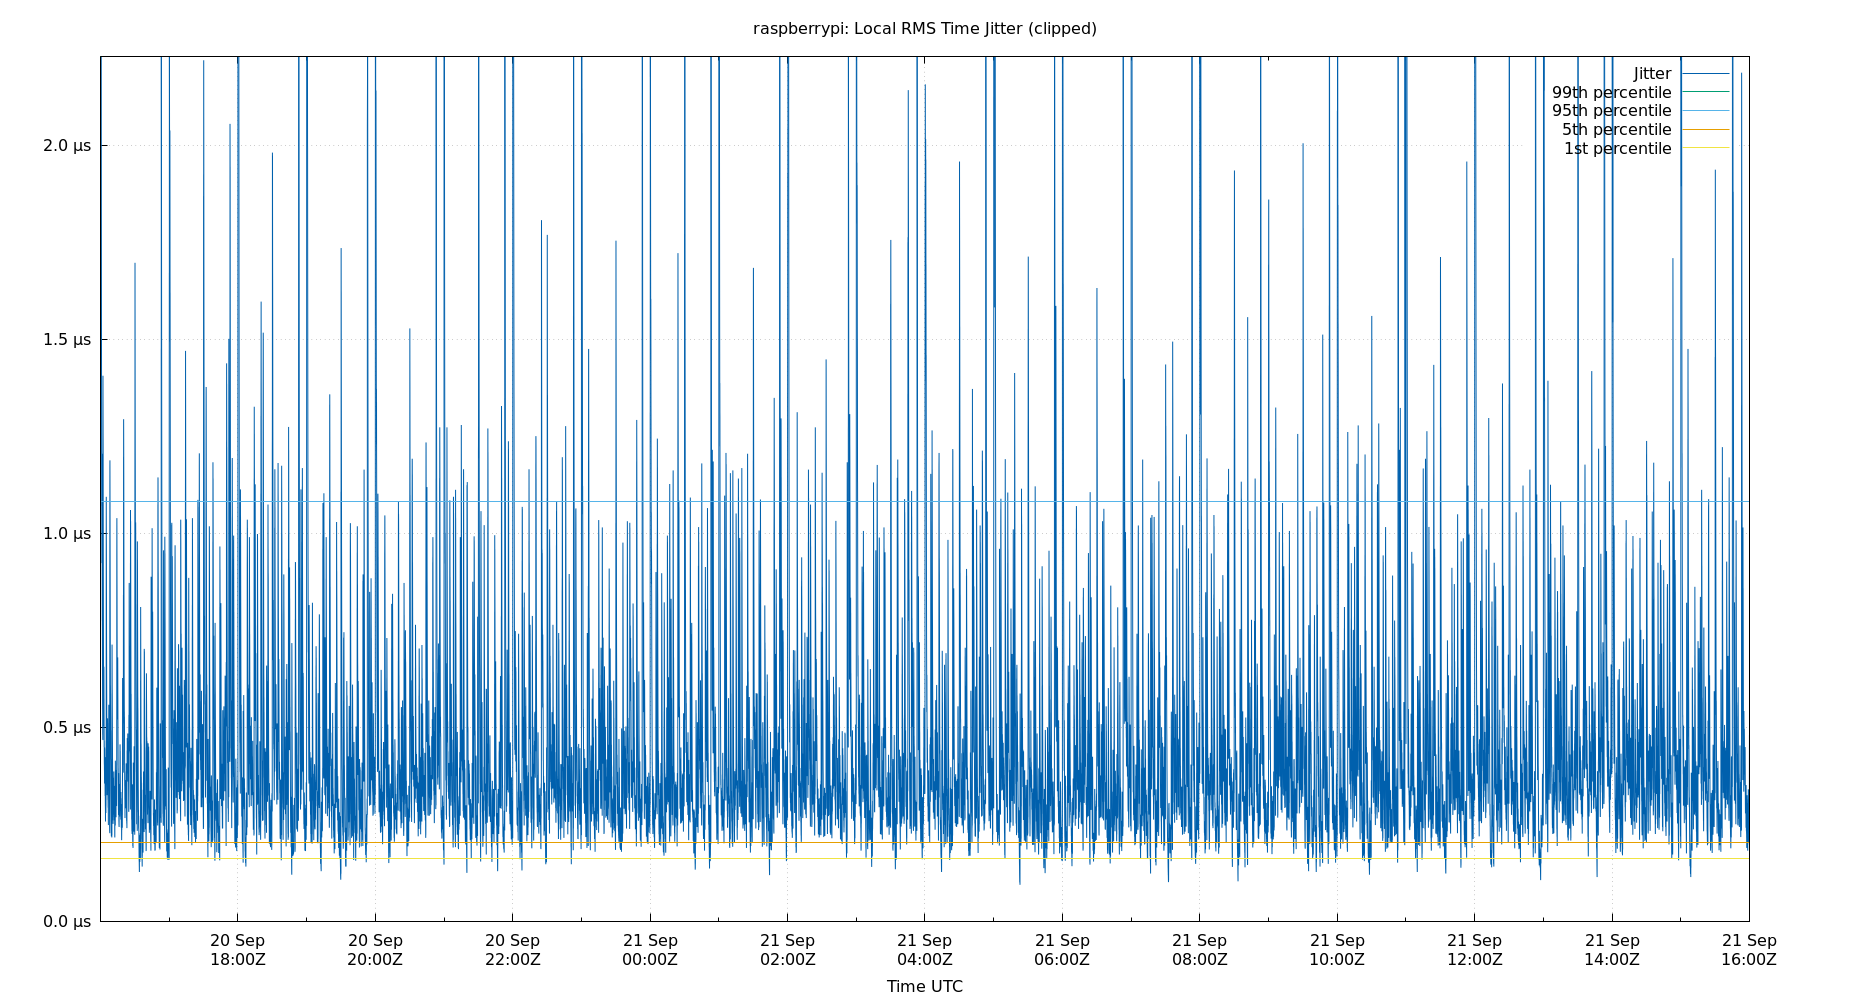 raspberrypi: Local RMS Time Jitter (clipped)
Jitter
99th percentile
95th percentile
5th percentile
1st percentile
2.0 µs
1.5 µs
1.0 µs
0.5 µs
0.0 µs
20 Sep 20 Sep 20 Sep 21 Sep 21 Sep 21 Sep 21 Sep 21 Sep 21 Sep 21 Sep 21 Sep 21 Sep
18:00Z 20:00Z 22:00Z 00:00Z 02:00Z 04:00Z 06:00Z 08:00Z 10:00Z 12:00Z 14:00Z 16:00Z
Time UTC